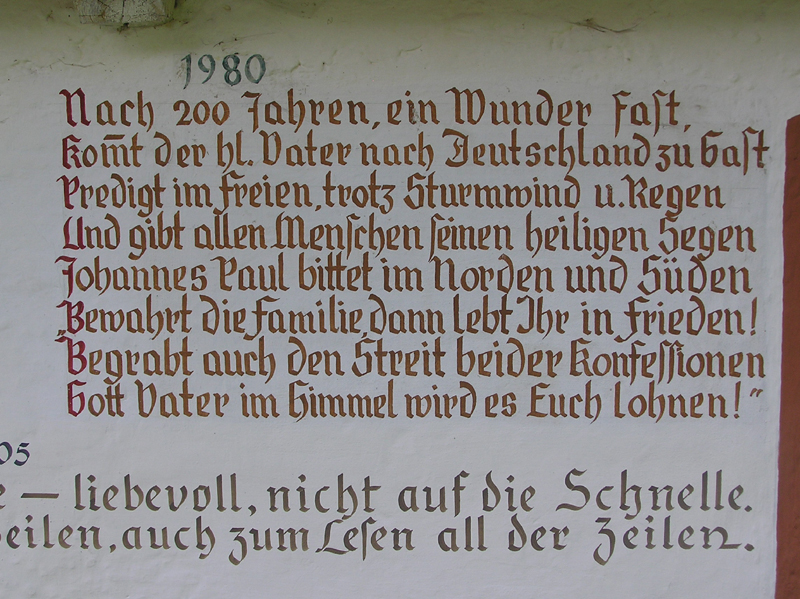 1980
Nach 200 Jahren, ein Wunder fast,
Kom̅t der hl. Vater nach Deutschland zu Gast
Predigt im Freien, trotz Sturmwind u. Regen
Und gibt allen Menſchen ſeinen heiligen Segen
Johannes Paul bittet im Norden und Süden
„Bewahrt die Familie, dann lebt Ihr in Frieden!
Begrabt auch den Streit beider Konfeſſionen
Gott Vater im Himmel wird es Euch lohnen!"
05
e — liebevoll, nicht auf die Schnelle.
eilen, auch zum Leſen all der Zeilen.